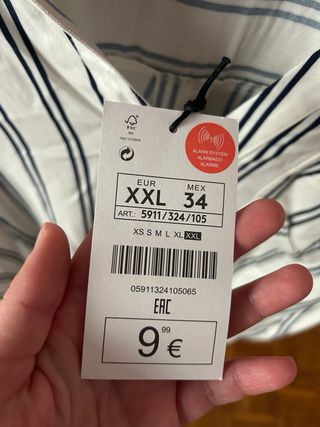 FSC
ALARM SYSTEM
ALARMADO
ALARME
EUR MEX
XXL 34
ART.: 5911/324/105
XS S M L XL XXL
05911324105065
EAC
9,99 €